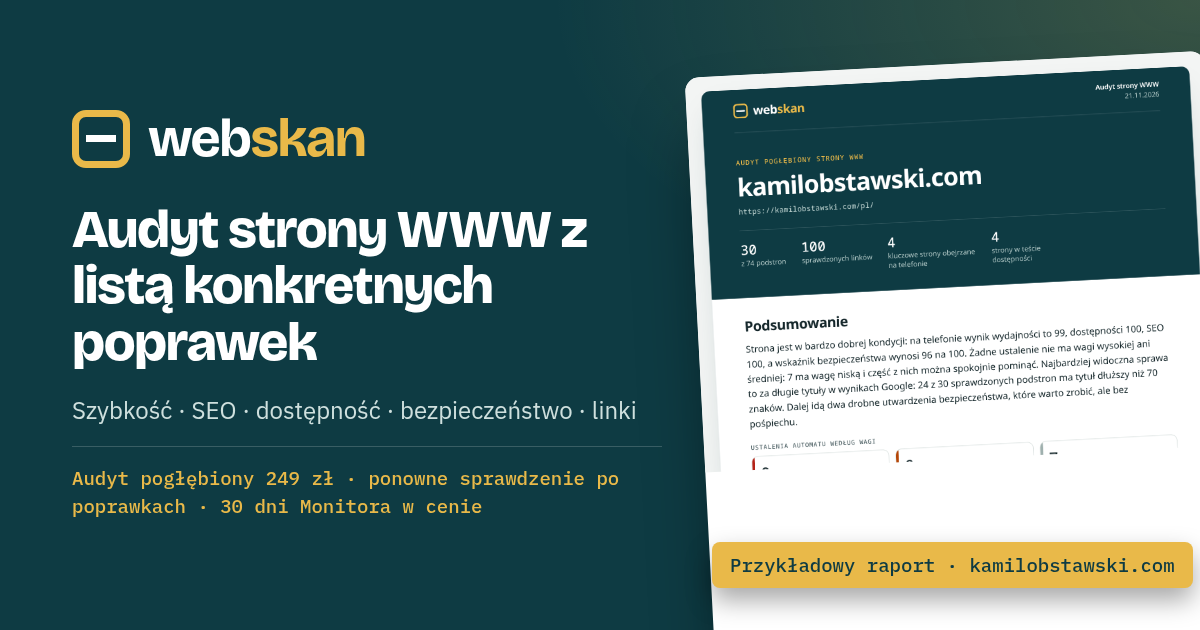 webskan
Audyt strony WWW z
listą konkretnych
poprawek
Szybkość · SEO · dostępność · bezpieczeństwo · linki
Audyt pogłębiony 249 zł · ponowne sprawdzenie po
poprawkach · 30 dni Monitora w cenie
webskan
Audyt strony WWW
21.11.2026
AUDYT POGŁĘBIONY STRONY WWW
kamilobstawski.com
https://kamilobstawski.com/pl/
30
z 74 podstron
100
sprawdzonych linków
4
kluczowe strony obejrzane
na telefonie
4
strony w teście
dostępności
Podsumowanie
Strona jest w bardzo dobrej kondycji: na telefonie wynik wydajności to 99, dostępności 100, SEO
100, a wskaźnik bezpieczeństwa wynosi 96 na 100. Żadne ustalenie nie ma wagi wysokiej ani
średniej; 7 ma wagę niską i część z nich można spokojnie pominąć. Najbardziej widoczna sprawa
to za długie tytuły w wynikach Google: 24 z 30 sprawdzonych podstron ma tytuł dłuższy niż 70
znaków. Dalej idą dwa drobne utwardzenia bezpieczeństwa, które warto zrobić, ale bez
pośpiechu.
USTALENIA AUTOMATU WEDŁUG WAGI
Przykładowy raport · kamilobstawski.com